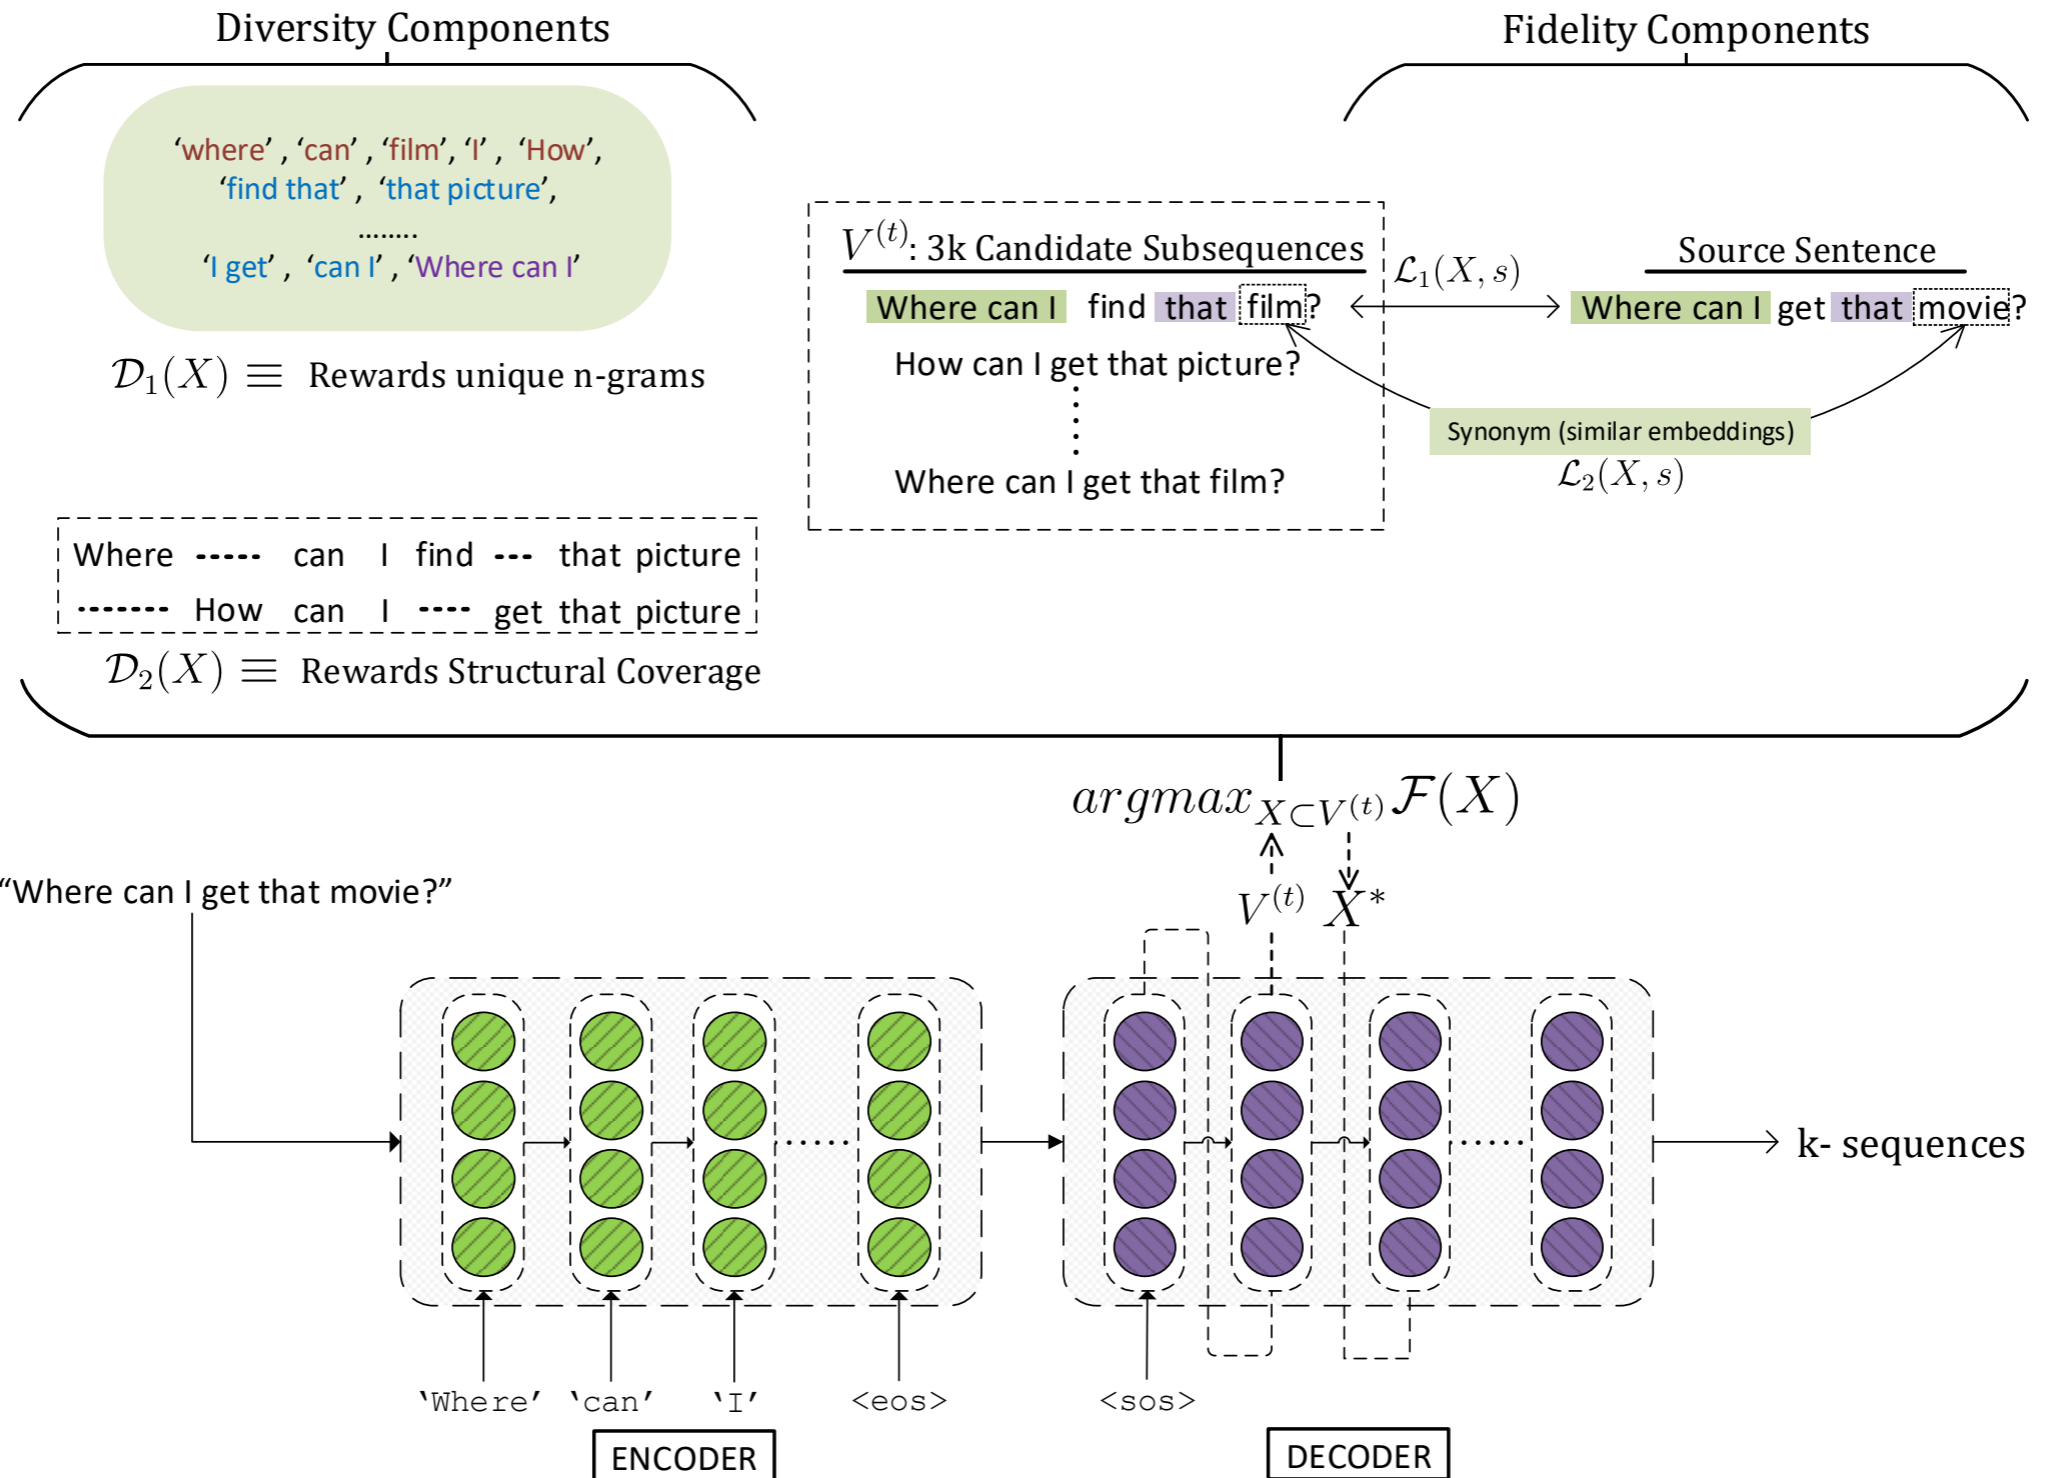 Diversity Components
‘where’ , ‘can’ , ‘film’, ‘I’ , ‘How’,
‘find that’ , ‘that picture’,
........
‘I get’ , ‘can I’ , ‘Where can I’
𝒟₁(X) ≡ Rewards unique n-grams
Where ----- can I find --- that picture
------- How can I ---- get that picture
𝒟₂(X) ≡ Rewards Structural Coverage
Fidelity Components
V⁽ᵗ⁾: 3k Candidate Subsequences
Where can I find that film?
How can I get that picture?
Where can I get that film?
ℒ₁(X, s)
Source Sentence
Where can I get that movie?
Synonym (similar embeddings)
ℒ₂(X, s)
argmax_{X⊂V⁽ᵗ⁾} ℱ(X)
V⁽ᵗ⁾ X*
“Where can I get that movie?”
k- sequences
‘Where’ ‘can’ ‘I’ <eos> <sos>
ENCODER
DECODER